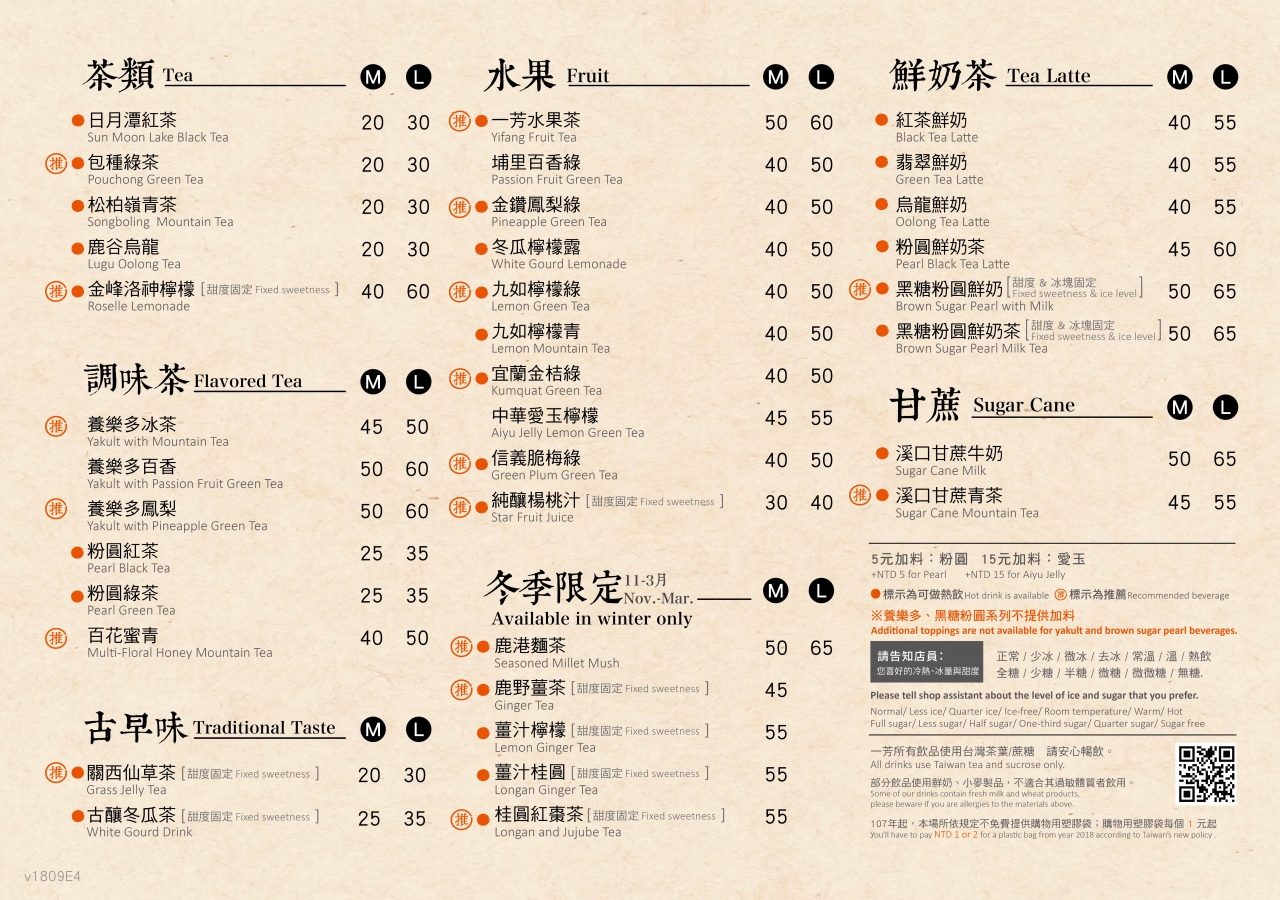 茶類 Tea M L
日月潭紅茶 20 30
Sun Moon Lake Black Tea
推 包種綠茶 20 30
Pouchong Green Tea
松柏嶺青茶 20 30
Songboling Mountain Tea
鹿谷烏龍 20 30
Lugu Oolong Tea
推 金峰洛神檸檬 [甜度固定 Fixed sweetness ] 40 60
Roselle Lemonade
調味茶 Flavored Tea M L
推 養樂多冰茶 45 50
Yakult with Mountain Tea
養樂多百香 50 60
Yakult with Passion Fruit Green Tea
推 養樂多鳳梨 50 60
Yakult with Pineapple Green Tea
粉圓紅茶 25 35
Pearl Black Tea
粉圓綠茶 25 35
Pearl Green Tea
推 百花蜜青 40 50
Multi-Floral Honey Mountain Tea
古早味 Traditional Taste M L
推 關西仙草茶 [甜度固定 Fixed sweetness ] 20 30
Grass Jelly Tea
古釀冬瓜茶 [甜度固定 Fixed sweetness ] 25 35
White Gourd Drink
v1809E4
水果 Fruit M L
推 一芳水果茶 50 60
Yifang Fruit Tea
埔里百香綠 40 50
Passion Fruit Green Tea
推 金鑽鳳梨綠 40 50
Pineapple Green Tea
冬瓜檸檬露 40 50
White Gourd Lemonade
推 九如檸檬綠 40 50
Lemon Green Tea
九如檸檬青 40 50
Lemon Mountain Tea
推 宜蘭金桔綠 40 50
Kumquat Green Tea
中華愛玉檸檬 45 55
Aiyu Jelly Lemon Green Tea
推 信義脆梅綠 40 50
Green Plum Green Tea
推 純釀楊桃汁 [甜度固定 Fixed sweetness ] 30 40
Star Fruit Juice
冬季限定 11-3月 Nov.-Mar. M L
Available in winter only
推 鹿港麵茶 50 65
Seasoned Millet Mush
推 鹿野薑茶 [甜度固定 Fixed sweetness ] 45
Ginger Tea
薑汁檸檬 [甜度固定 Fixed sweetness ] 55
Lemon Ginger Tea
薑汁桂圓 [甜度固定 Fixed sweetness ] 55
Longan Ginger Tea
推 桂圓紅棗茶 [甜度固定 Fixed sweetness ] 55
Longan and Jujube Tea
鮮奶茶 Tea Latte M L
紅茶鮮奶 40 55
Black Tea Latte
翡翠鮮奶 40 55
Green Tea Latte
烏龍鮮奶 40 55
Oolong Tea Latte
粉圓鮮奶茶 45 60
Pearl Black Tea Latte
推 黑糖粉圓鮮奶 [甜度 & 冰塊固定 Fixed sweetness & ice level] 50 65
Brown Sugar Pearl with Milk
黑糖粉圓鮮奶茶 [甜度 & 冰塊固定 Fixed sweetness & ice level] 50 65
Brown Sugar Pearl Milk Tea
甘蔗 Sugar Cane M L
溪口甘蔗牛奶 50 65
Sugar Cane Milk
推 溪口甘蔗青茶 45 55
Sugar Cane Mountain Tea
5元加料：粉圓 15元加料：愛玉
+NTD 5 for Pearl +NTD 15 for Aiyu Jelly
標示為可做熱飲 Hot drink is available 推 標示為推薦 Recommended beverage
※養樂多、黑糖粉圓系列不提供加料
Additional toppings are not available for yakult and brown sugar pearl beverages.
請告知店員：
您喜好的冷熱、冰量與甜度
正常 / 少冰 / 微冰 / 去冰 / 常溫 / 溫 / 熱飲
全糖 / 少糖 / 半糖 / 微糖 / 微微糖 / 無糖.
Please tell shop assistant about the level of ice and sugar that you prefer.
Normal/ Less ice/ Quarter ice/ Ice-free/ Room temperature/ Warm/ Hot
Full sugar/ Less sugar/ Half sugar/ One-third sugar/ Quarter sugar/ Sugar free
一芳所有飲品使用台灣茶葉/蔗糖 請安心暢飲。
All drinks use Taiwan tea and sucrose only.
部分飲品使用鮮奶、小麥製品，不適合其過敏體質者飲用。
Some of our drinks contain fresh milk and wheat products,
please beware if you are allergies to the materials above.
107年起，本場所依規定不免費提供購物用塑膠袋；購物用塑膠袋每個 1 元起
You'll have to pay NTD 1 or 2 for a plastic bag from year 2018 according to Taiwan's new policy .